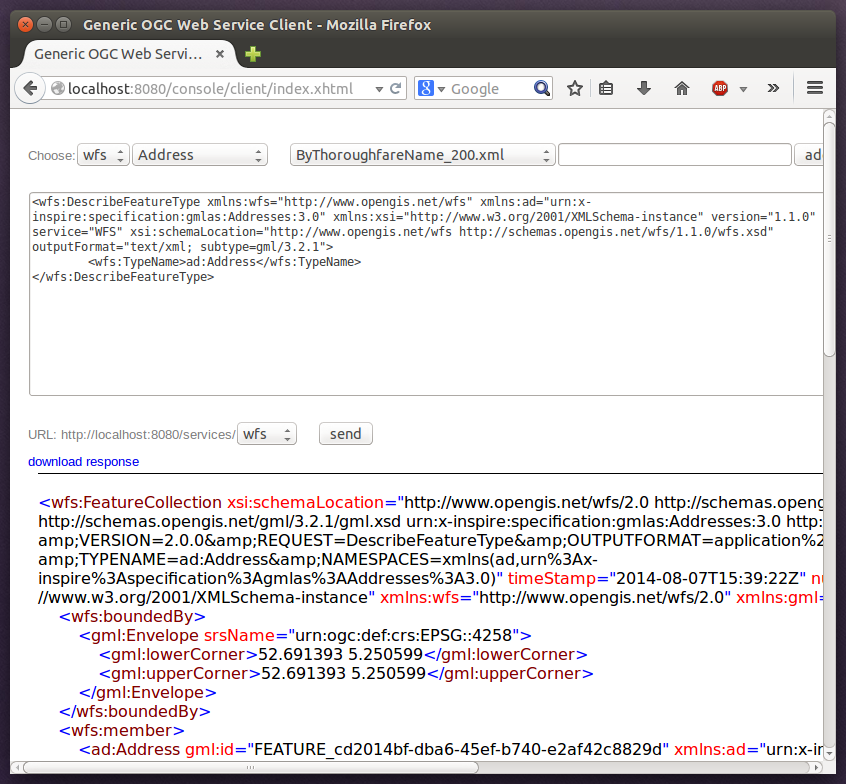 Generic OGC Web Service Client - Mozilla Firefox
Generic OGC Web Servi...
localhost:8080/console/client/index.xhtml
Google
ABP
Choose: wfs Address ByThoroughfareName_200.xml ad
<wfs:DescribeFeatureType xmlns:wfs="http://www.opengis.net/wfs" xmlns:ad="urn:x-
inspire:specification:gmlas:Addresses:3.0" xmlns:xsi="http://www.w3.org/2001/XMLSchema-instance" version="1.1.0"
service="WFS" xsi:schemaLocation="http://www.opengis.net/wfs http://schemas.opengis.net/wfs/1.1.0/wfs.xsd"
outputFormat="text/xml; subtype=gml/3.2.1">
<wfs:TypeName>ad:Address</wfs:TypeName>
</wfs:DescribeFeatureType>
URL: http://localhost:8080/services/ wfs send
download response
<wfs:FeatureCollection xsi:schemaLocation="http://www.opengis.net/wfs/2.0 http://schemas.openg
http://schemas.opengis.net/gml/3.2.1/gml.xsd urn:x-inspire:specification:gmlas:Addresses:3.0 http:
amp;VERSION=2.0.0&amp;REQUEST=DescribeFeatureType&amp;OUTPUTFORMAT=application%2
amp;TYPENAME=ad:Address&amp;NAMESPACES=xmlns(ad,urn%3Ax-
inspire%3Aspecification%3Agmlas%3AAddresses%3A3.0)" timeStamp="2014-08-07T15:39:22Z" nu
//www.w3.org/2001/XMLSchema-instance" xmlns:wfs="http://www.opengis.net/wfs/2.0" xmlns:gml=
<wfs:boundedBy>
<gml:Envelope srsName="urn:ogc:def:crs:EPSG::4258">
<gml:lowerCorner>52.691393 5.250599</gml:lowerCorner>
<gml:upperCorner>52.691393 5.250599</gml:upperCorner>
</gml:Envelope>
</wfs:boundedBy>
<wfs:member>
<ad:Address gml:id="FEATURE_cd2014bf-dba6-45ef-b740-e2af42c8829d" xmlns:ad="urn:x-in